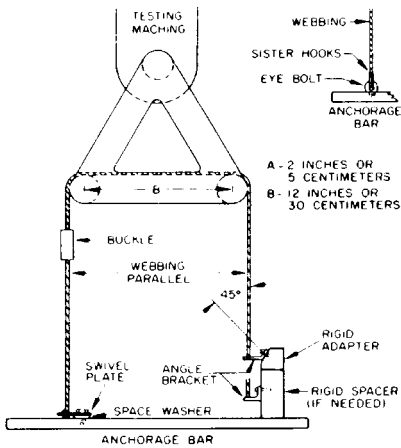 TESTING
MACHING
WEBBING
SISTER HOOKS
EYE BOLT
ANCHORAGE
BAR
A-2 INCHES OR
5 CENTIMETERS
B-12 INCHES OR
30 CENTIMETERS
B
BUCKLE
WEBBING
PARALLEL
45°
RIGID
ADAPTER
SWIVEL
PLATE
ANGLE
BRACKET
RIGID SPACER
(IF NEEDED)
SPACE WASHER
ANCHORAGE BAR